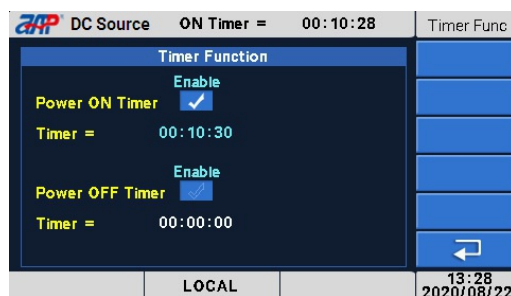 AAP DC Source ON Timer = 00:10:28 Timer Func
Timer Function
Enable
Power ON Timer
Timer = 00:10:30
Enable
Power OFF Timer
Timer = 00:00:00
LOCAL
13:28
2020/08/22